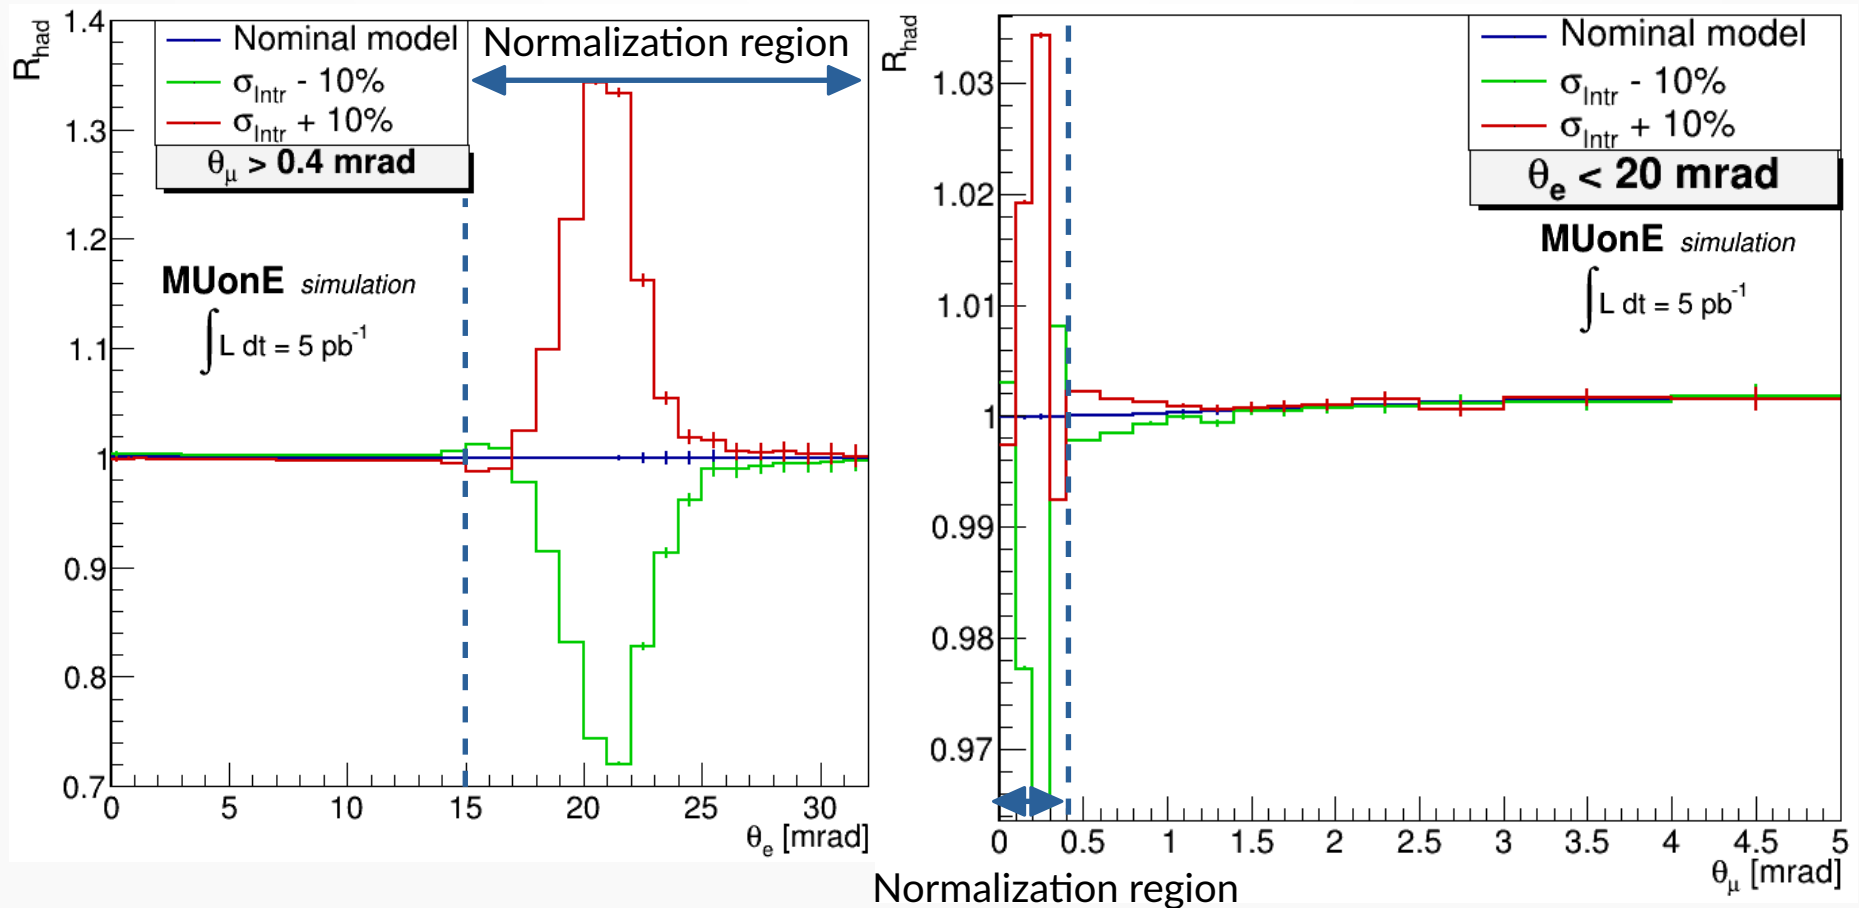 R_had
1.4
1.3
1.2
1.1
1
0.9
0.8
0.7
Nominal model
σ_Intr - 10%
σ_Intr + 10%
θ_μ > 0.4 mrad
Normalization region
MUonE simulation
∫L dt = 5 pb^-1
0 5 10 15 20 25 30
θ_e [mrad]
R_had
1.03
1.02
1.01
1
0.99
0.98
0.97
Nominal model
σ_Intr - 10%
σ_Intr + 10%
θ_e < 20 mrad
MUonE simulation
∫L dt = 5 pb^-1
0 0.5 1 1.5 2 2.5 3 3.5 4 4.5 5
θ_μ [mrad]
Normalization region